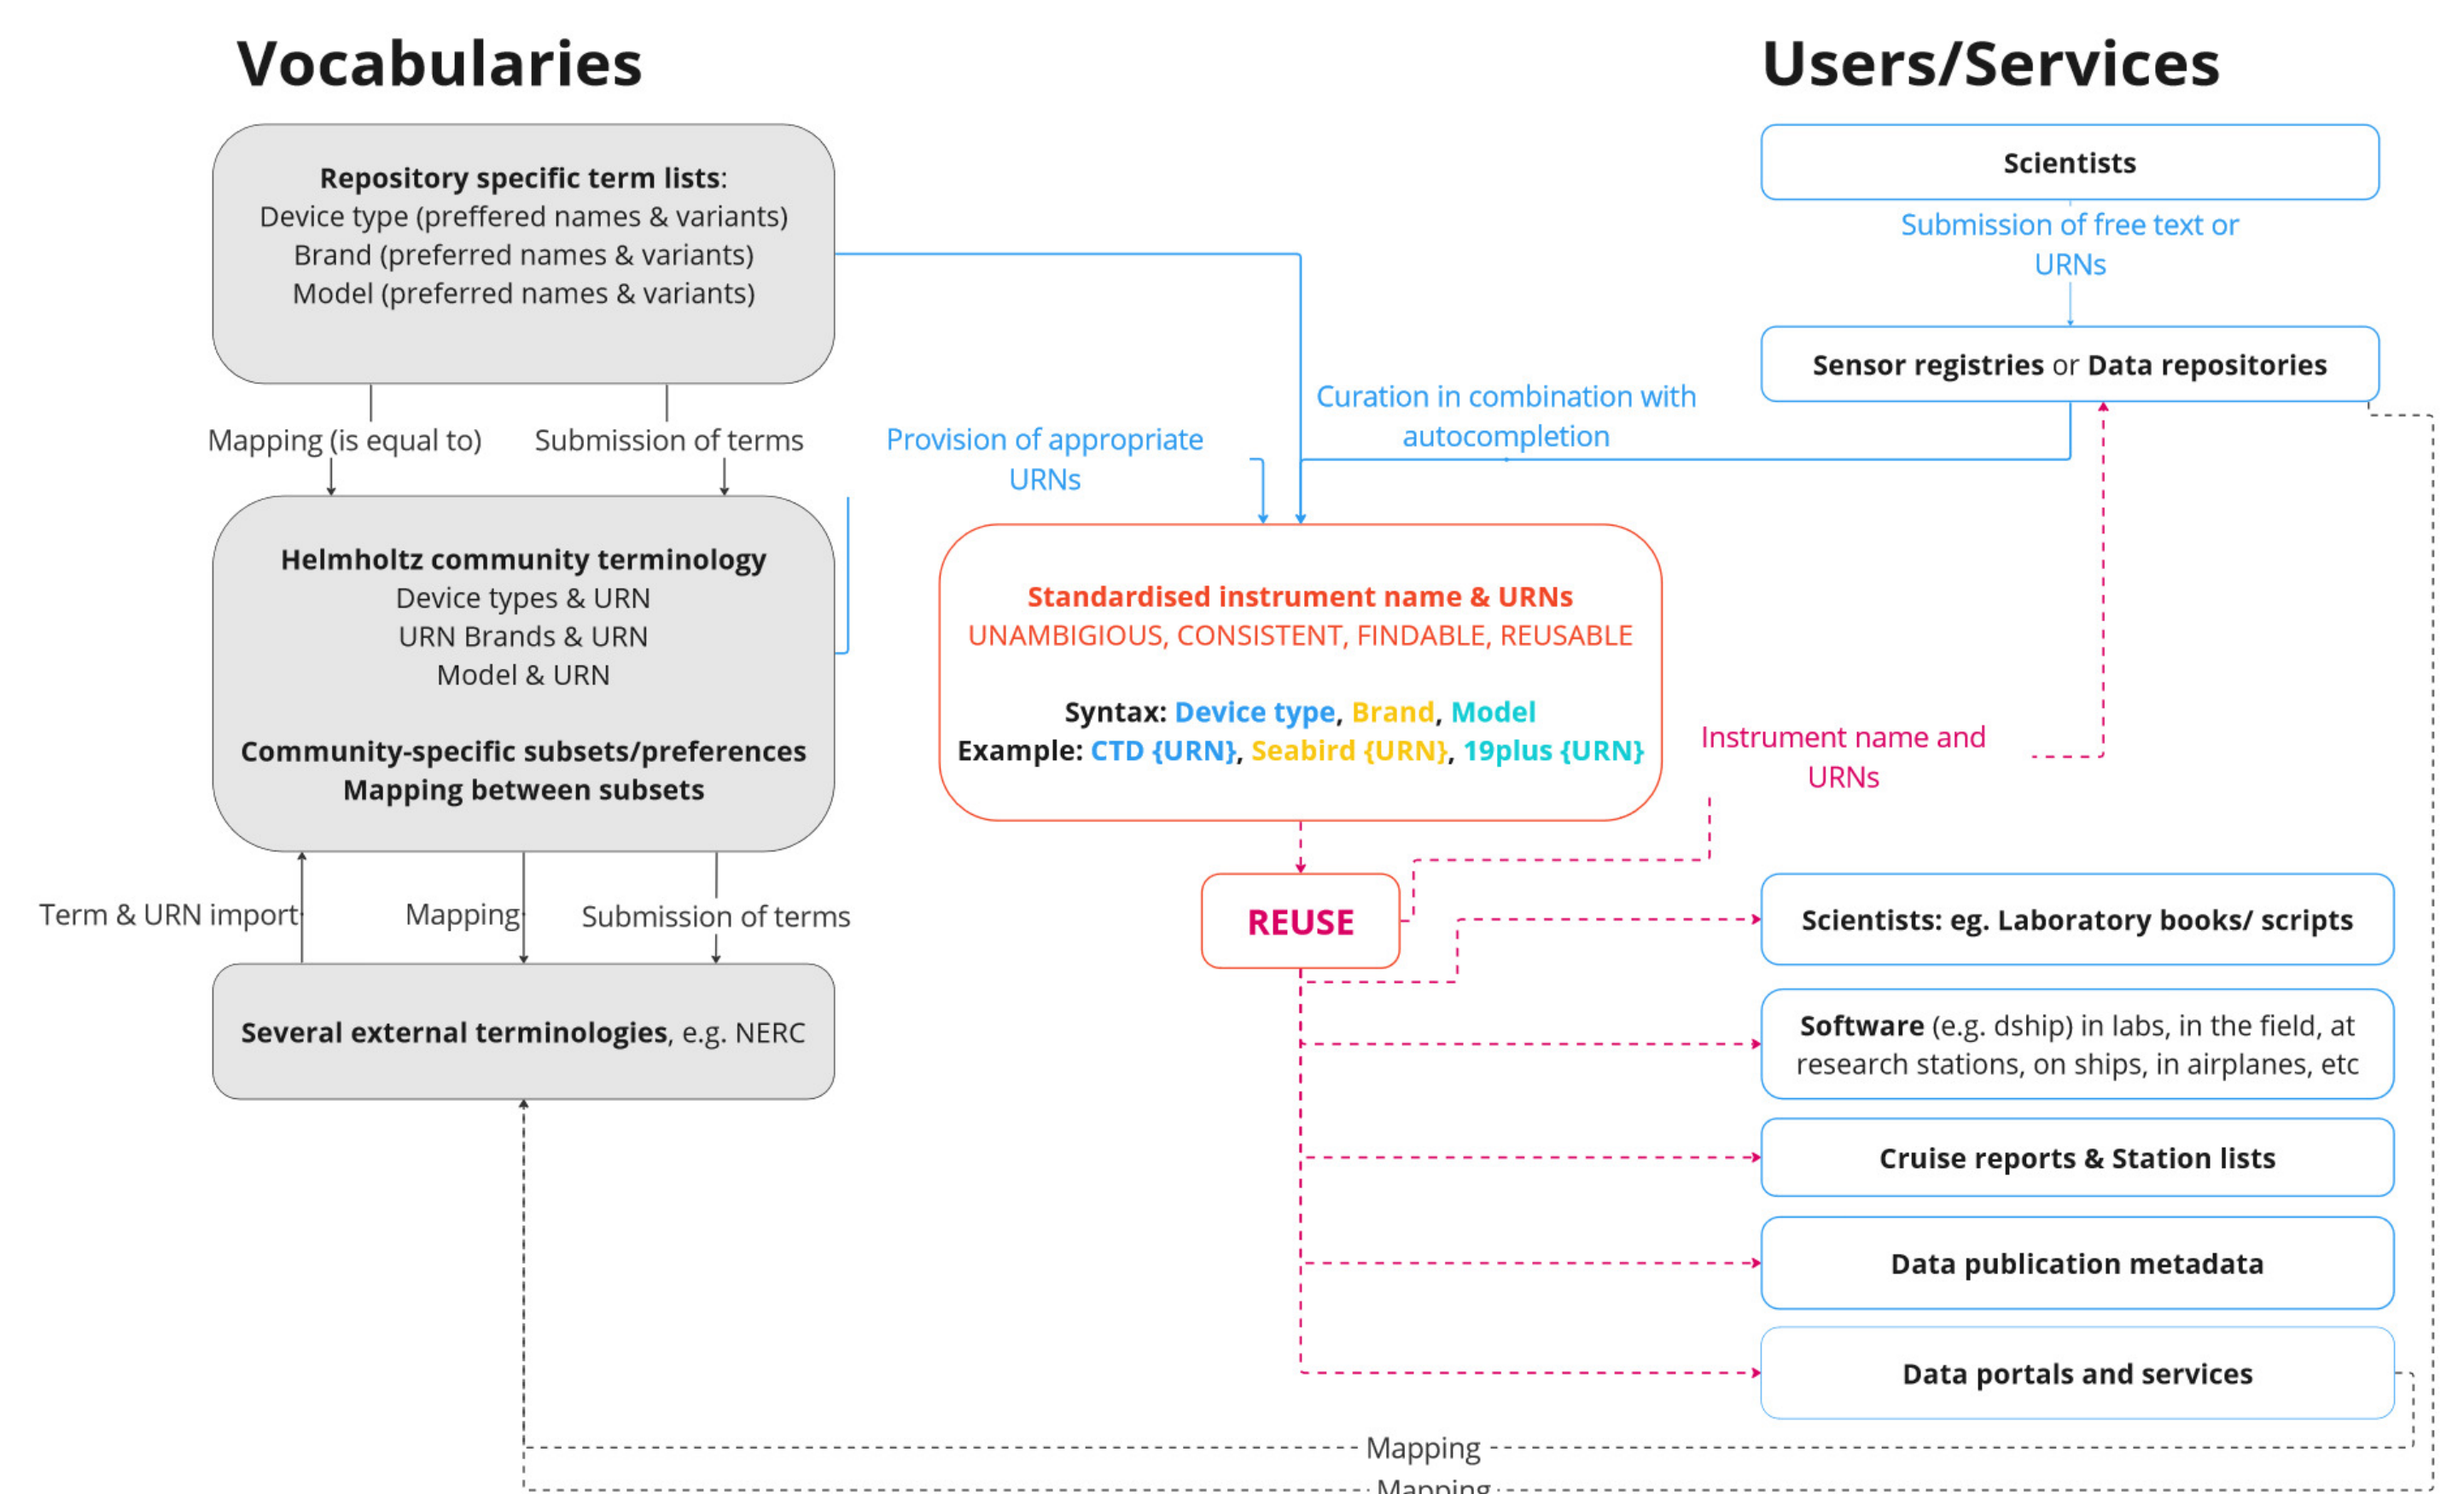 Vocabularies
Users/Services
Repository specific term lists:
Device type (preffered names & variants)
Brand (preferred names & variants)
Model (preferred names & variants)
Scientists
Submission of free text or
URNs
Sensor registries or Data repositories
Mapping (is equal to)
Submission of terms
Provision of appropriate
URNs
Curation in combination with
autocompletion
Helmholtz community terminology
Device types & URN
URN Brands & URN
Model & URN
Community-specific subsets/preferences
Mapping between subsets
Standardised instrument name & URNs
UNAMBIGIOUS, CONSISTENT, FINDABLE, REUSABLE
Syntax: Device type, Brand, Model
Example: CTD {URN}, Seabird {URN}, 19plus {URN}
Instrument name and
URNs
Term & URN import
Mapping
Submission of terms
REUSE
Several external terminologies, e.g. NERC
Scientists: eg. Laboratory books/ scripts
Software (e.g. dship) in labs, in the field, at
research stations, on ships, in airplanes, etc
Cruise reports & Station lists
Data publication metadata
Data portals and services
Mapping
Mapping